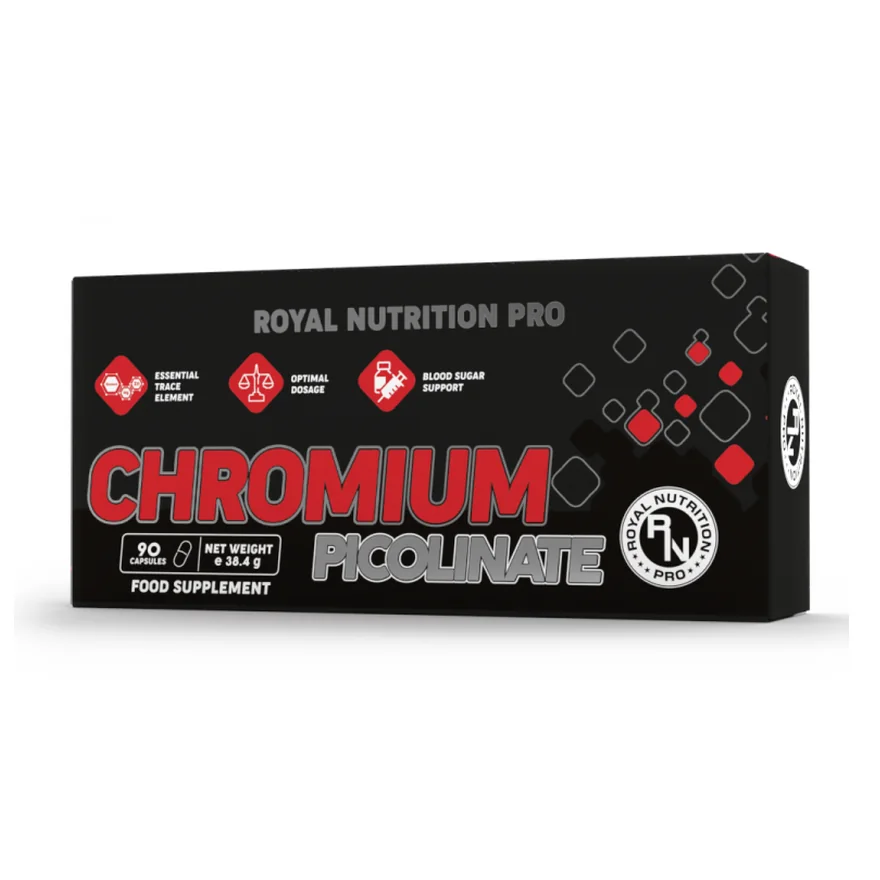 ROYAL NUTRITION PRO
ESSENTIAL
TRACE
ELEMENT
OPTIMAL
DOSAGE
BLOOD SUGAR
SUPPORT
CHROMIUM
PICOLINATE
90
CAPSULES
NET WEIGHT
e 38.4 g
FOOD SUPPLEMENT
ROYAL NUTRITION
RN
PRO